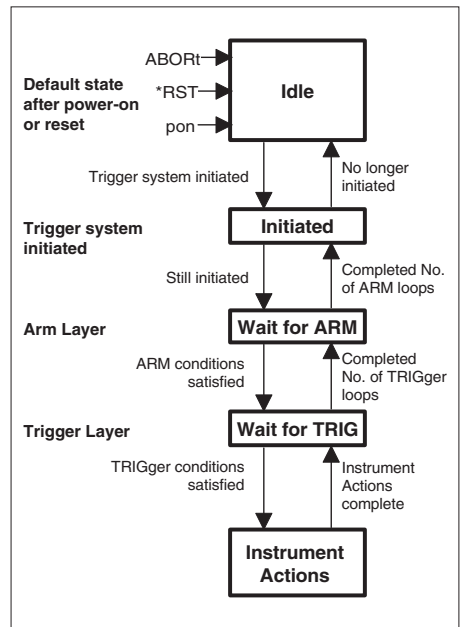 ABORt
*RST
pon
Default state
after power-on
or reset
Idle
Trigger system initiated
No longer
initiated
Trigger system
initiated
Initiated
Still initiated
Completed No.
of ARM loops
Arm Layer
Wait for ARM
ARM conditions
satisfied
Completed
No. of TRIGger
loops
Trigger Layer
Wait for TRIG
TRIGger conditions
satisfied
Instrument
Actions
complete
Instrument
Actions